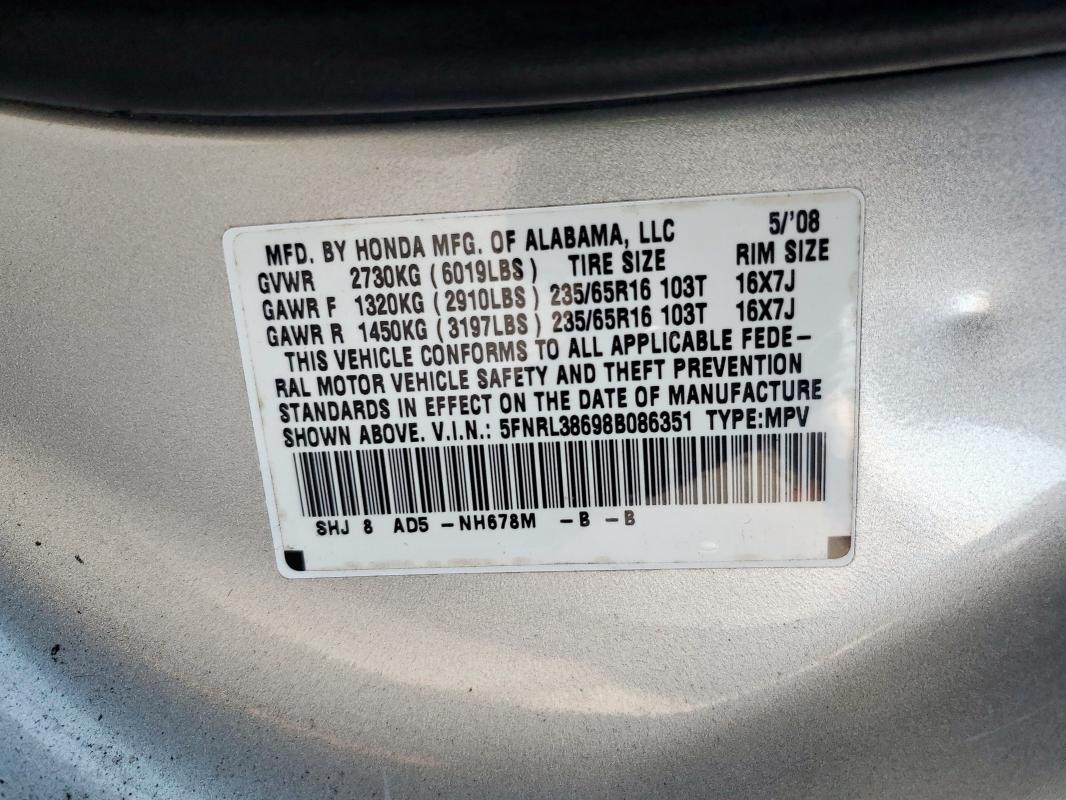 MFD. BY HONDA MFG. OF ALABAMA, LLC 5/'08
GVWR 2730KG (6019LBS) TIRE SIZE RIM SIZE
GAWR F 1320KG (2910LBS) 235/65R16 103T 16X7J
GAWR R 1450KG (3197LBS) 235/65R16 103T 16X7J
THIS VEHICLE CONFORMS TO ALL APPLICABLE FEDE-
RAL MOTOR VEHICLE SAFETY AND THEFT PREVENTION
STANDARDS IN EFFECT ON THE DATE OF MANUFACTURE
SHOWN ABOVE. V.I.N.: 5FNRL38698B086351 TYPE:MPV
SHJ 8 AD5 -NH678M -B -B